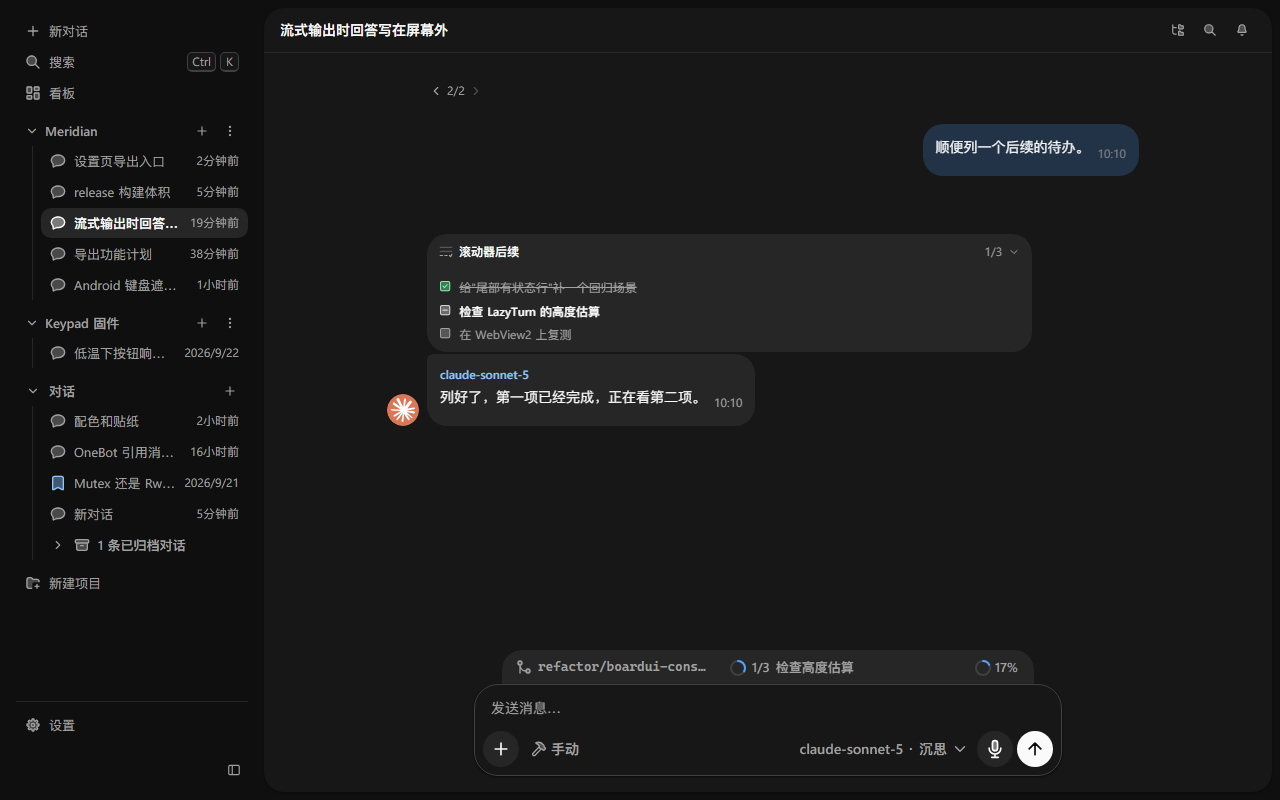 新对话
搜索 Ctrl K
看板
Meridian
设置页导出入口 2分钟前
release 构建体积 5分钟前
流式输出时回答... 19分钟前
导出功能计划 38分钟前
Android 键盘遮... 1小时前
Keypad 固件
低温下按钮响... 2026/9/22
对话
配色和贴纸 2小时前
OneBot 引用消... 16小时前
Mutex 还是 Rw... 2026/9/21
新对话 5分钟前
1 条已归档对话
新建项目
设置
流式输出时回答写在屏幕外
2/2
顺便列一个后续的待办。 10:10
滚动器后续 1/3
给"尾部有状态行"补一个回归场景
检查 LazyTurn 的高度估算
在 WebView2 上复测
claude-sonnet-5
列好了，第一项已经完成，正在看第二项。 10:10
refactor/boardui-cons… 1/3 检查高度估算 17%
发送消息...
手动 claude-sonnet-5 · 沉思